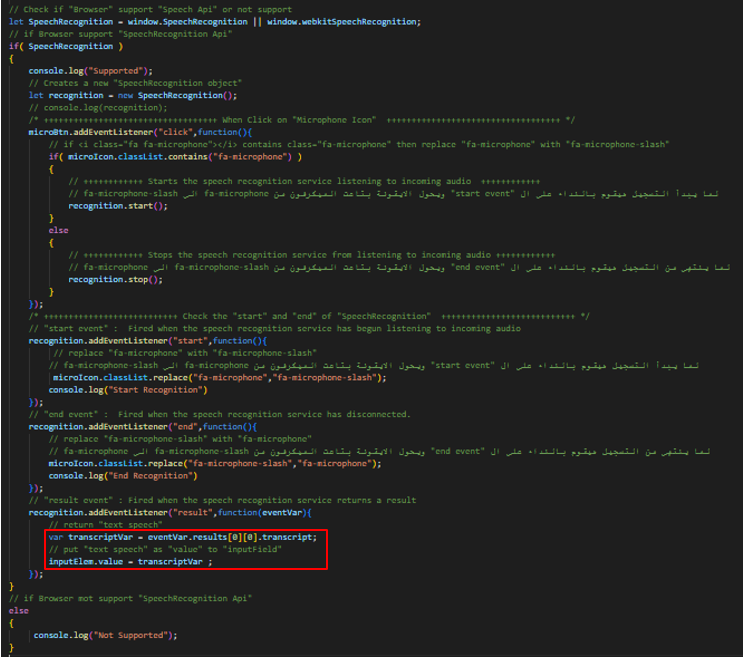 // Check if "Browser" support "Speech Api" or not support
let SpeechRecognition = window.SpeechRecognition || window.webkitSpeechRecognition;
// if Browser support "SpeechRecognition Api"
if( SpeechRecognition )
{
console.log("Supported");
// Creates a new "SpeechRecognition object"
let recognition = new SpeechRecognition();
// console.log(recognition);
/* +++++++++++++++++++++++++++++++++++ When Click on "Microphone Icon"  +++++++++++++++++++++++++++++++++++ */
microBtn.addEventListener("click",function(){
// if <i class="fa fa-microphone"></i> contains class="fa-microphone" then replace "fa-microphone" with "fa-microphone-slash"
if( microIcon.classList.contains("fa-microphone") )
{
// ++++++++++++ Starts the speech recognition service listening to incoming audio  ++++++++++++
// fa-microphone-slash الى fa-microphone ويحول الايقونة بتاعت الميكرفون من "start event" لما يبدأ التسجيل هيقوم بالنداء على ال
recognition.start();
}
else
{
// ++++++++++++ Stops the speech recognition service from listening to incoming audio ++++++++++++
// fa-microphone الى fa-microphone-slash ويحول الايقونة بتاعت الميكرفون من "end event" لما ينتهى من التسجيل هيقوم بالنداء على ال
recognition.stop();
}
});
/* +++++++++++++++++++++++++++ Check the "start" and "end" of "SpeechRecognition"  +++++++++++++++++++++++++++ */
// "start event" :  Fired when the speech recognition service has begun listening to incoming audio
recognition.addEventListener("start",function(){
// replace "fa-microphone" with "fa-microphone-slash"
// fa-microphone-slash الى fa-microphone ويحول الايقونة بتاعت الميكرفون من "start event" لما يبدأ التسجيل هيقوم بالنداء على ال
microIcon.classList.replace("fa-microphone","fa-microphone-slash");
console.log("Start Recognition")
});
// "end event" :  Fired when the speech recognition service has disconnected.
recognition.addEventListener("end",function(){
// replace "fa-microphone-slash" with "fa-microphone"
// fa-microphone الى fa-microphone-slash ويحول الايقونة بتاعت الميكرفون من "end event" لما ينتهى من التسجيل هيقوم بالنداء على ال
microIcon.classList.replace("fa-microphone-slash","fa-microphone");
console.log("End Recognition")
});
// "result event" : Fired when the speech recognition service returns a result
recognition.addEventListener("result",function(eventVar){
// return "text speech"
var transcriptVar = eventVar.results[0][0].transcript;
// put "text speech" as "value" to "inputField"
inputElem.value = transcriptVar ;
});
}
// if Browser mot support "SpeechRecognition Api"
else
{
console.log("Not Supported");
}